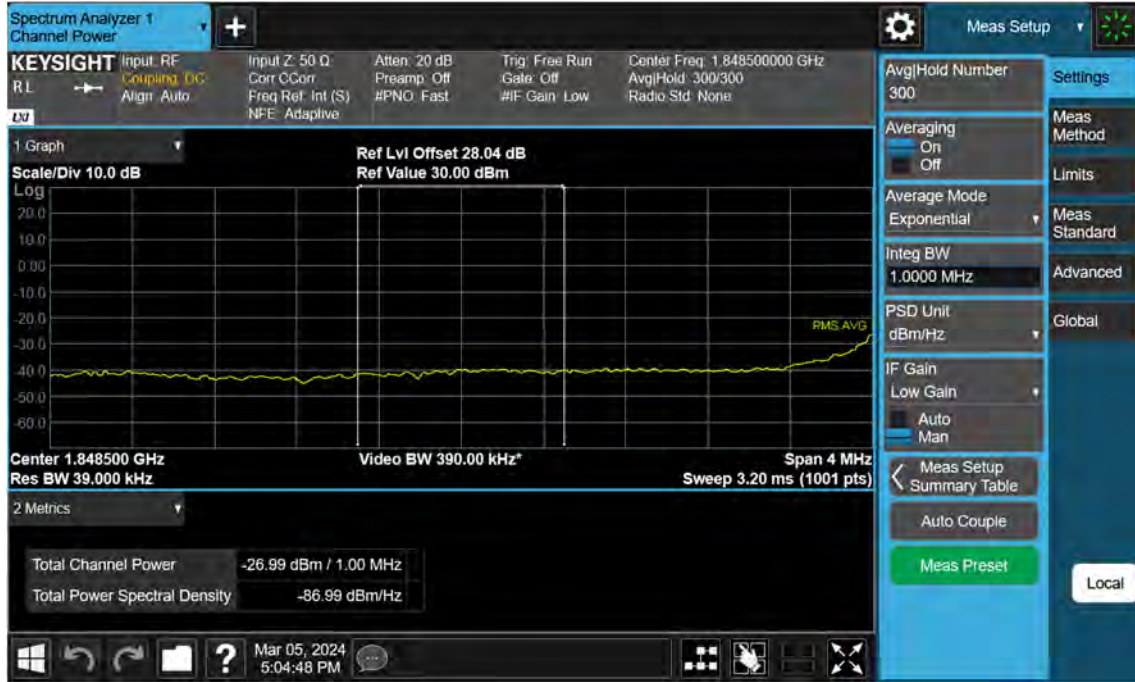 Spectrum Analyzer 1
Channel Power
Meas Setup
KEYSIGHT
RL
LXI
Input: RF
Coupling: DC
Align: Auto
Input Z: 50 Ω
Corr CCorr
Freq Ref: Int (S)
NFE: Adaptive
Atten: 20 dB
Preamp: Off
#PNO: Fast
Trig: Free Run
Gate: Off
#IF Gain: Low
Center Freq: 1.848500000 GHz
Avg|Hold: 300/300
Radio Std: None
1 Graph
Scale/Div 10.0 dB
Ref Lvl Offset 28.04 dB
Ref Value 30.00 dBm
Log
20.0
10.0
0.00
-10.0
-20.0
-30.0
-40.0
-50.0
-60.0
RMS,AVG
Center 1.848500 GHz
Res BW 39.000 kHz
Video BW 390.00 kHz*
Span 4 MHz
Sweep 3.20 ms (1001 pts)
2 Metrics
Total Channel Power -26.99 dBm / 1.00 MHz
Total Power Spectral Density -86.99 dBm/Hz
Mar 05, 2024
5:04:48 PM
Avg|Hold Number
300
Averaging
On
Off
Average Mode
Exponential
Integ BW
1.0000 MHz
PSD Unit
dBm/Hz
IF Gain
Low Gain
Auto
Man
Meas Setup
Summary Table
Auto Couple
Meas Preset
Settings
Meas
Method
Limits
Meas
Standard
Advanced
Global
Local